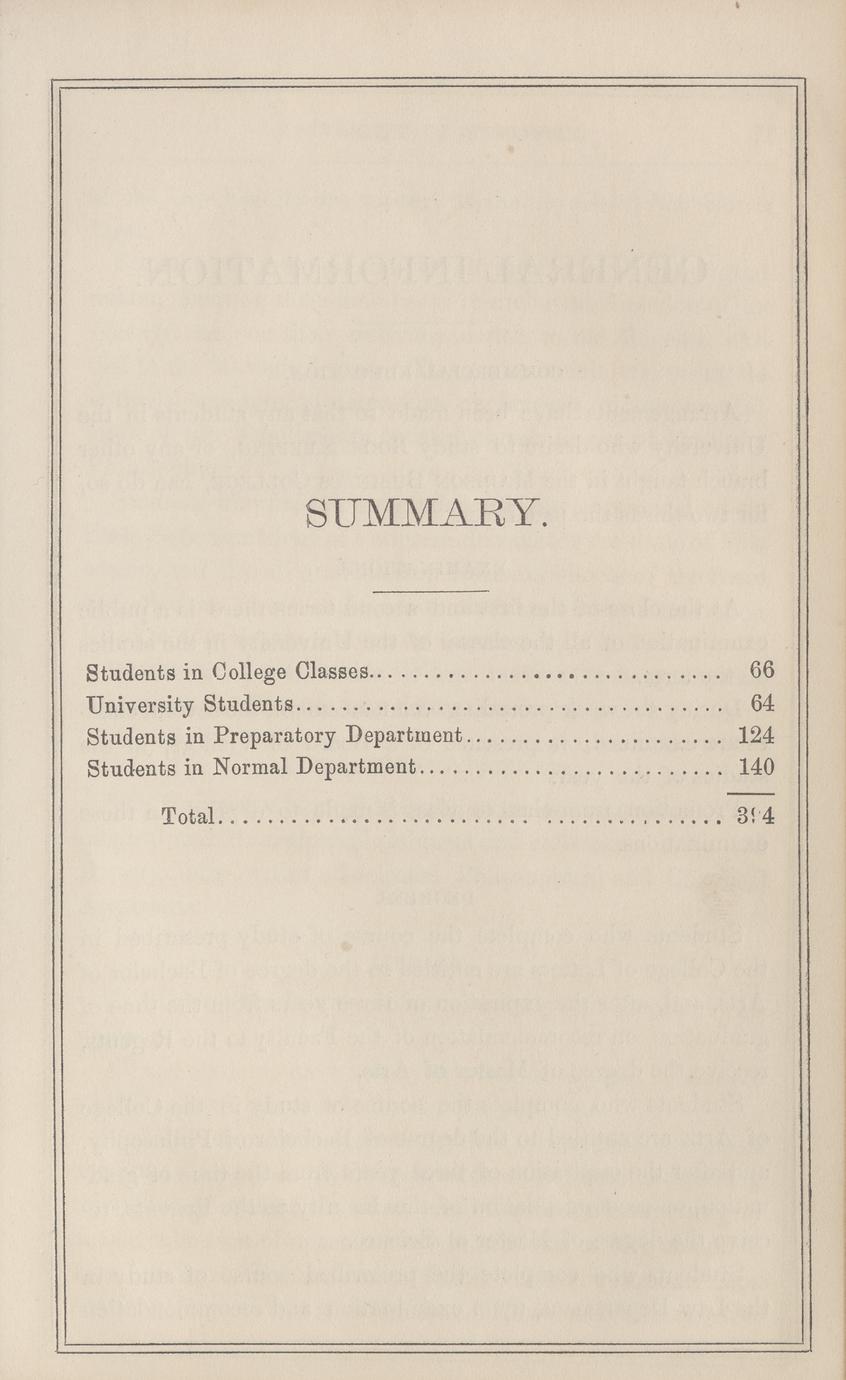 SUMMARY.
Students in College Classes.............................. 66
University Students.................................... 64
Students in Preparatory Department...................... 124
Students in Normal Department.......................... 140
Total.......................... ............... 394